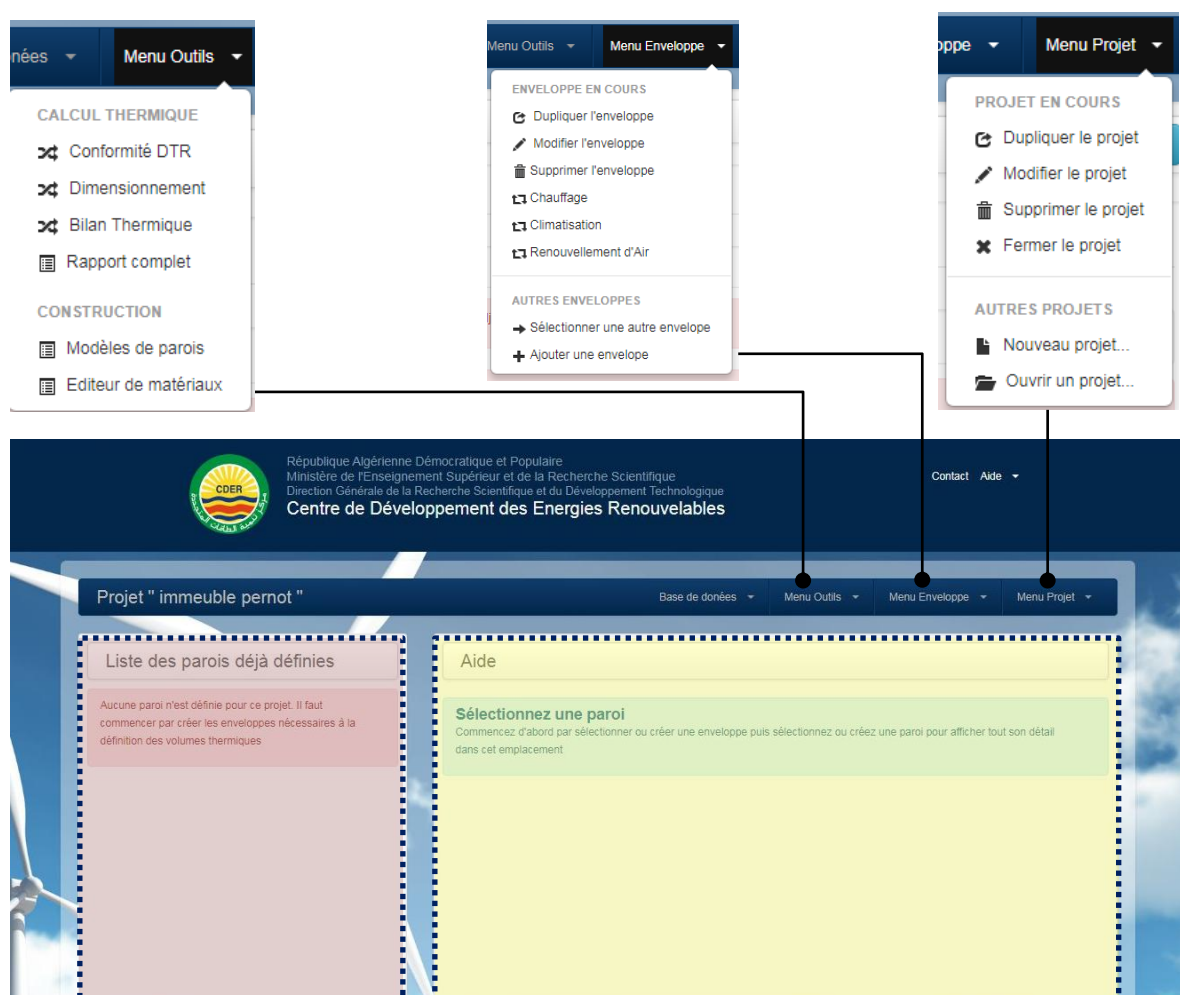 nées
Menu Outils
CALCUL THERMIQUE
Conformité DTR
Dimensionnement
Bilan Thermique
Rapport complet
CONSTRUCTION
Modèles de parois
Editeur de matériaux
Menu Outils
Menu Enveloppe
ENVELOPPE EN COURS
Dupliquer l'enveloppe
Modifier l'enveloppe
Supprimer l'enveloppe
Chauffage
Climatisation
Renouvellement d'Air
AUTRES ENVELOPPES
Sélectionner une autre envelope
Ajouter une envelope
ppe
Menu Projet
PROJET EN COURS
Dupliquer le projet
Modifier le projet
Supprimer le projet
Fermer le projet
AUTRES PROJETS
Nouveau projet...
Ouvrir un projet...
CDER
مركز تنمية الطاقات المتجددة
République Algérienne Démocratique et Populaire
Ministère de l'Enseignement Supérieur et de la Recherche Scientifique
Direction Générale de la Recherche Scientifique et du Développement Technologique
Centre de Développement des Energies Renouvelables
Contact Aide
Projet " immeuble pernot "
Base de donées
Menu Outils
Menu Enveloppe
Menu Projet
Liste des parois déjà définies
Aucune paroi n'est définie pour ce projet. Il faut
commencer par créer les enveloppes nécessaires à la
définition des volumes thermiques
Aide
Sélectionnez une paroi
Commencez d'abord par sélectionner ou créer une enveloppe puis sélectionnez ou créez une paroi pour afficher tout son détail
dans cet emplacement